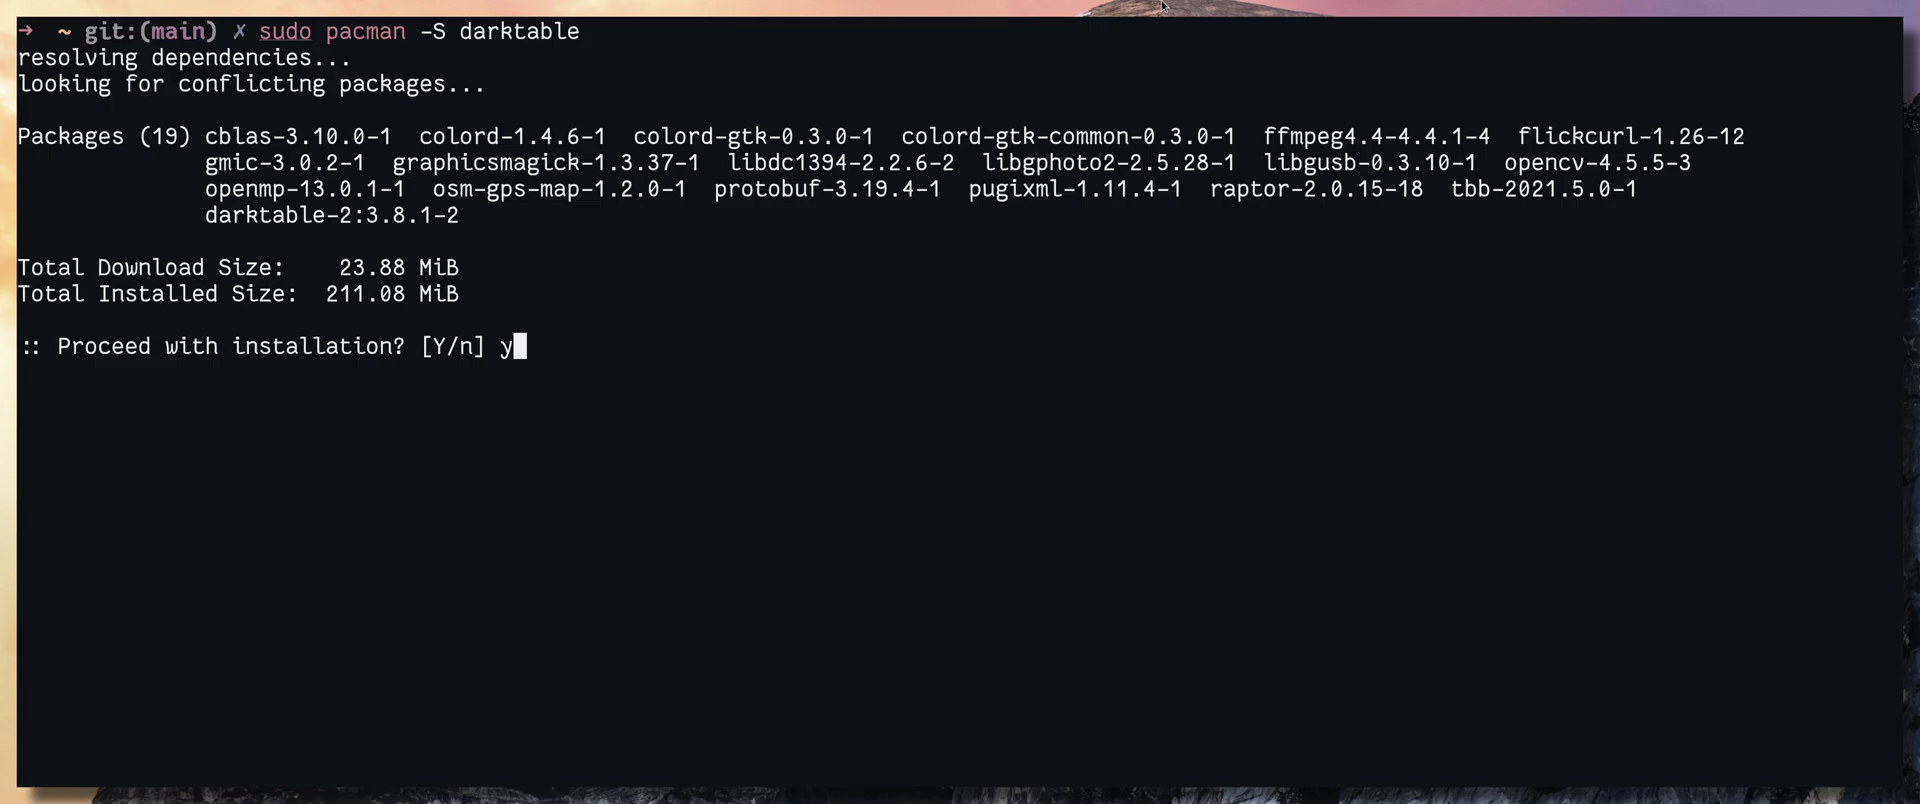 → ~ git:(main) ✗ sudo pacman -S darktable
resolving dependencies...
looking for conflicting packages...
Packages (19) cblas-3.10.0-1 colord-1.4.6-1 colord-gtk-0.3.0-1 colord-gtk-common-0.3.0-1 ffmpeg4.4-4.4.1-4 flickcurl-1.26-12
gmic-3.0.2-1 graphicsmagick-1.3.37-1 libdc1394-2.2.6-2 libgphoto2-2.5.28-1 libgusb-0.3.10-1 opencv-4.5.5-3
openmp-13.0.1-1 osm-gps-map-1.2.0-1 protobuf-3.19.4-1 pugixml-1.11.4-1 raptor-2.0.15-18 tbb-2021.5.0-1
darktable-2:3.8.1-2
Total Download Size: 23.88 MiB
Total Installed Size: 211.08 MiB
:: Proceed with installation? [Y/n] y